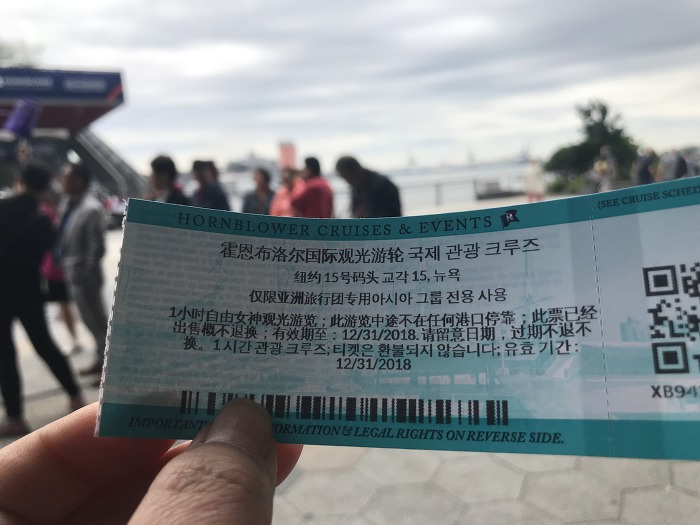 HORNBLOWER CRUISES & EVENTS
(SEE CRUISE SCHED
霍恩布洛尔国际观光游轮 국제 관광 크루즈
纽约 15号码头 교각 15, 뉴욕
仅限亚洲旅行团专用아시아 그룹 전용 사용
1小时自由女神观光游览；此游览中途不在任何港口停靠；此票已经
出售概不退换；有效期至：12/31/2018. 请留意日期，过期不退不
换。1 시간 관광 크루즈; 티켓은 환불되지 않습니다; 유효 기간 :
12/31/2018
XB94
IMPORTANT ORMATION & LEGAL RIGHTS ON REVERSE SIDE.